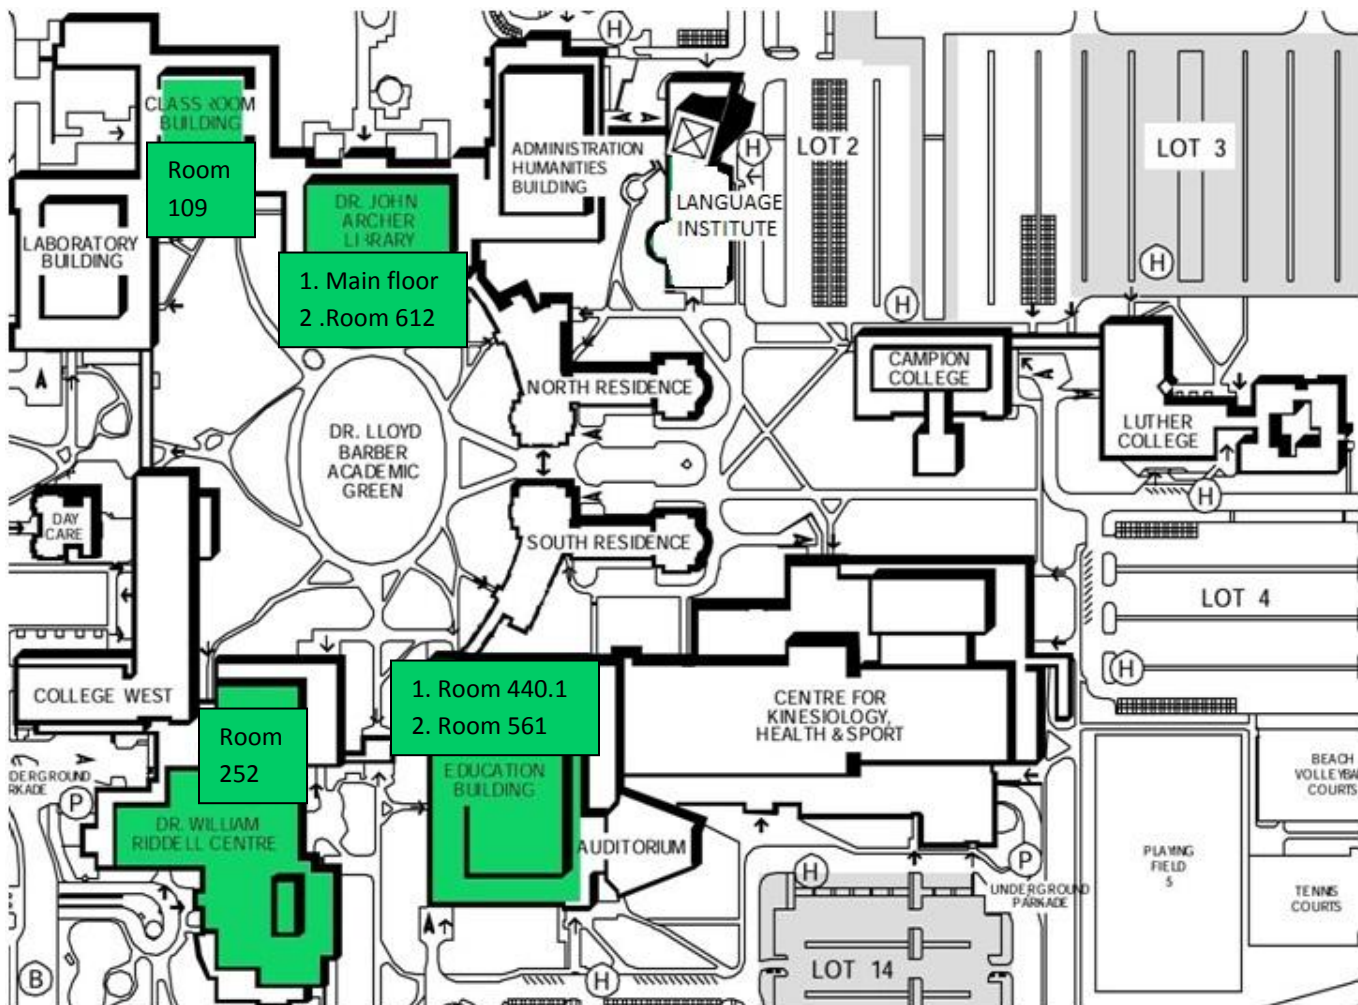 H
CLASS ROOM
BUILDING
Room
109
DR. JOHN
ARCHER
LIBRARY
1. Main floor
2 .Room 612
LABORATORY
BUILDING
ADMINISTRATION
HUMANITIES
BUILDING
LANGUAGE
INSTITUTE
H
LOT 2
LOT 3
H
H
A
A
A
CAMPION
COLLEGE
A
A
LUTHER
COLLEGE
H
NORTH RESIDENCE
A
DR. LLOYD
BARBER
ACADEMIC
GREEN
DAY
CARE
A
SOUTH RESIDENCE
A
LOT 4
H
COLLEGE WEST
Room
252
1. Room 440.1
2. Room 561
CENTRE FOR
KINESIOLOGY,
HEALTH & SPORT
A
DERGROUND
RKADE
P
DR. WILLIAM
RIDDELL CENTRE
EDUCATION
BUILDING
AUDITORIUM
BEACH
VOLLEYBA
COURTS
PLAYING
FIELD
5
TENNIS
COURTS
H
P
UNDERGROUND
PARKADE
A
B
H
LOT 14